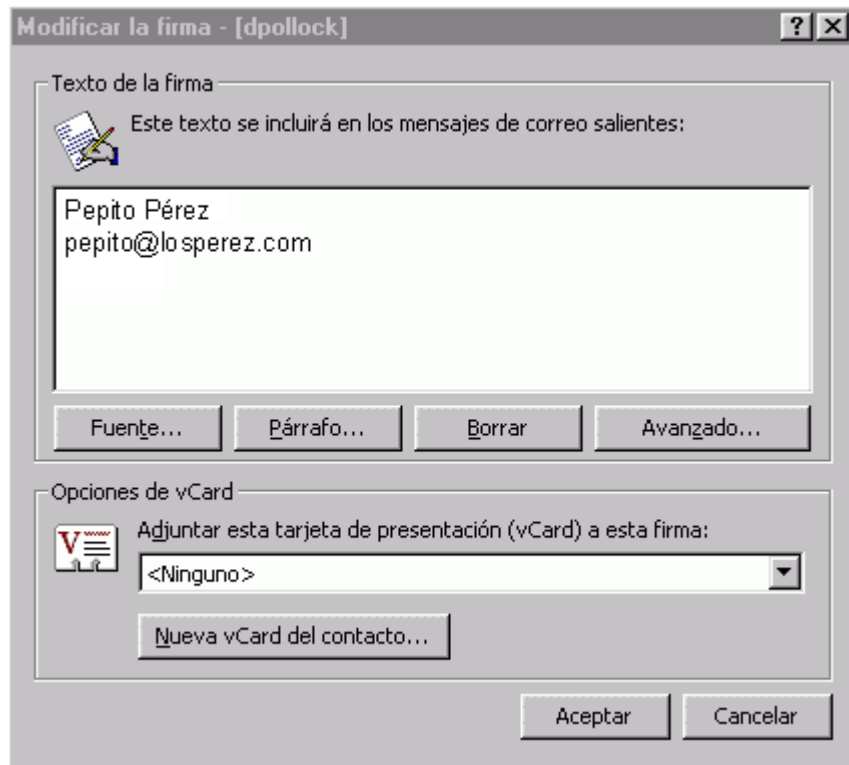 Modificar la firma - [dpollock]
Texto de la firma
Este texto se incluirá en los mensajes de correo salientes:
Pepito Pérez
pepito@losperez.com
Fuente...
Párrafo...
Borrar
Avanzado...
Opciones de vCard
Adjuntar esta tarjeta de presentación (vCard) a esta firma:
<Ninguno>
Nueva vCard del contacto...
Aceptar
Cancelar